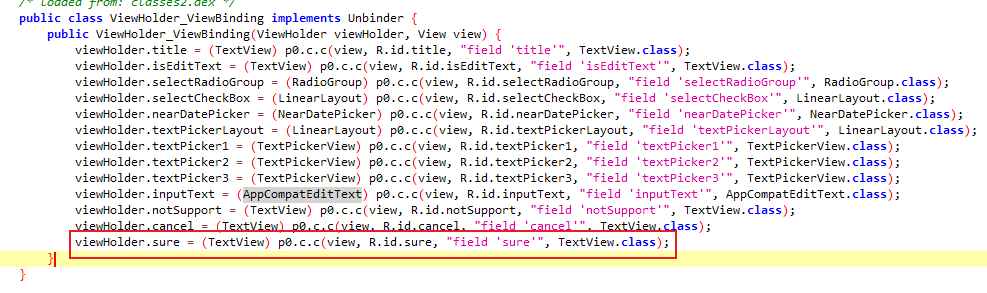 /* loaded from: classes2.dex */
public class ViewHolder_ViewBinding implements Unbinder {
public ViewHolder_ViewBinding(ViewHolder viewHolder, View view) {
viewHolder.title = (TextView) p0.c.c(view, R.id.title, "field 'title'", TextView.class);
viewHolder.isEditText = (TextView) p0.c.c(view, R.id.isEditText, "field 'isEditText'", TextView.class);
viewHolder.selectRadioGroup = (RadioGroup) p0.c.c(view, R.id.selectRadioGroup, "field 'selectRadioGroup'", RadioGroup.class);
viewHolder.selectCheckBox = (LinearLayout) p0.c.c(view, R.id.selectCheckBox, "field 'selectCheckBox'", LinearLayout.class);
viewHolder.nearDatePicker = (NearDatePicker) p0.c.c(view, R.id.nearDatePicker, "field 'nearDatePicker'", NearDatePicker.class);
viewHolder.textPickerLayout = (LinearLayout) p0.c.c(view, R.id.textPickerLayout, "field 'textPickerLayout'", LinearLayout.class);
viewHolder.textPicker1 = (TextPickerView) p0.c.c(view, R.id.textPicker1, "field 'textPicker1'", TextPickerView.class);
viewHolder.textPicker2 = (TextPickerView) p0.c.c(view, R.id.textPicker2, "field 'textPicker2'", TextPickerView.class);
viewHolder.textPicker3 = (TextPickerView) p0.c.c(view, R.id.textPicker3, "field 'textPicker3'", TextPickerView.class);
viewHolder.inputText = (AppCompatEditText) p0.c.c(view, R.id.inputText, "field 'inputText'", AppCompatEditText.class);
viewHolder.notSupport = (TextView) p0.c.c(view, R.id.notSupport, "field 'notSupport'", TextView.class);
viewHolder.cancel = (TextView) p0.c.c(view, R.id.cancel, "field 'cancel'", TextView.class);
viewHolder.sure = (TextView) p0.c.c(view, R.id.sure, "field 'sure'", TextView.class);
}
}